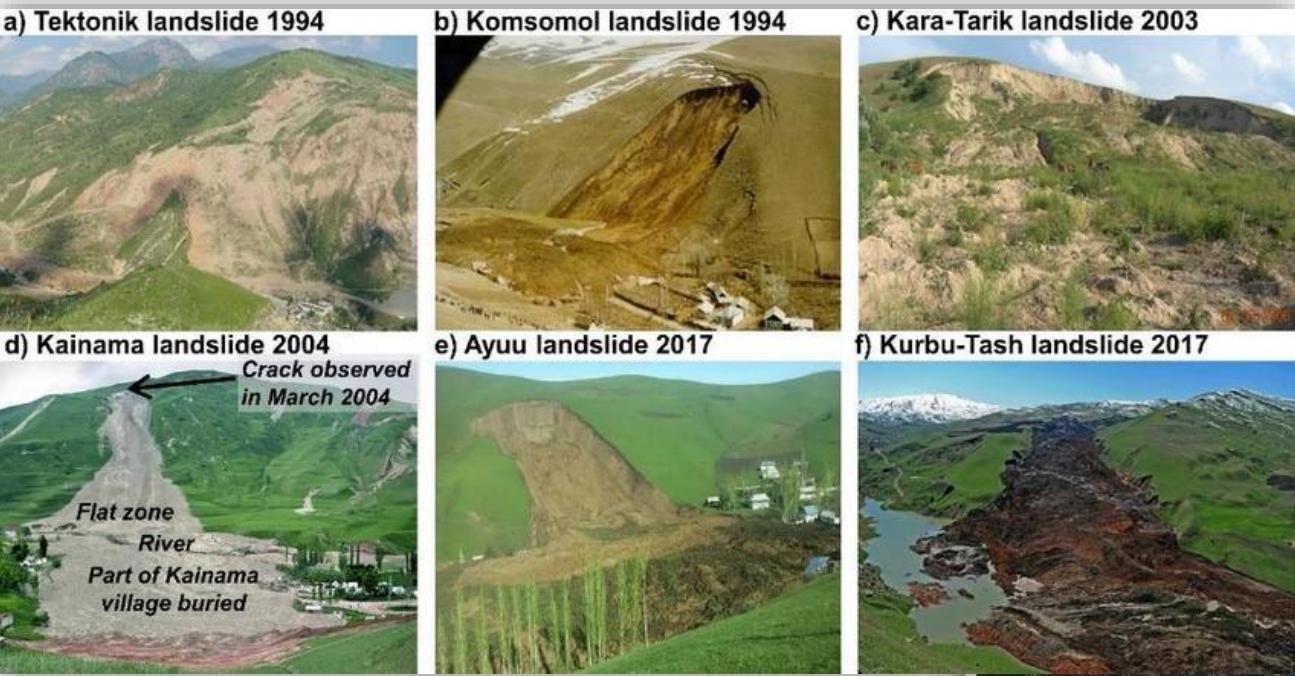 a) Tektonik landslide 1994
b) Komsomol landslide 1994
c) Kara-Tarik landslide 2003
d) Kainama landslide 2004
Crack observed
in March 2004
Flat zone
River
Part of Kainama
village buried
e) Ayuu landslide 2017
f) Kurbu-Tash landslide 2017